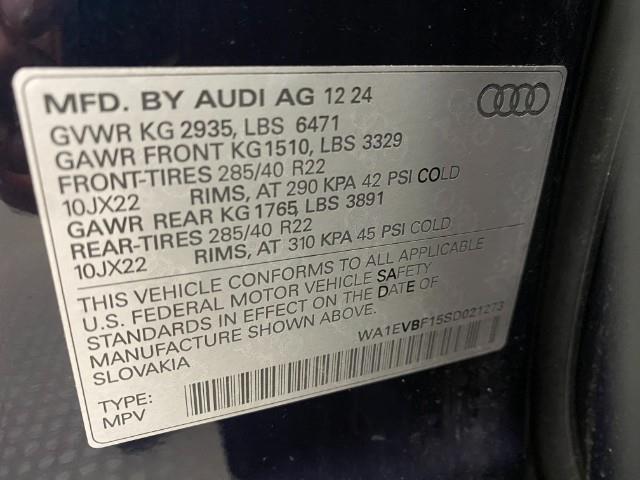 MFD. BY AUDI AG 12 24
GVWR KG 2935, LBS 6471
GAWR FRONT KG1510, LBS 3329
FRONT-TIRES 285/40 R22
10JX22 RIMS, AT 290 KPA 42 PSI COLD
GAWR REAR KG 1765, LBS 3891
REAR-TIRES 285/40 R22
10JX22 RIMS, AT 310 KPA 45 PSI COLD
THIS VEHICLE CONFORMS TO ALL APPLICABLE
U.S. FEDERAL MOTOR VEHICLE SAFETY
STANDARDS IN EFFECT ON THE DATE OF
MANUFACTURE SHOWN ABOVE.
SLOVAKIA
WA1EVBF15SD021273
TYPE:
MPV